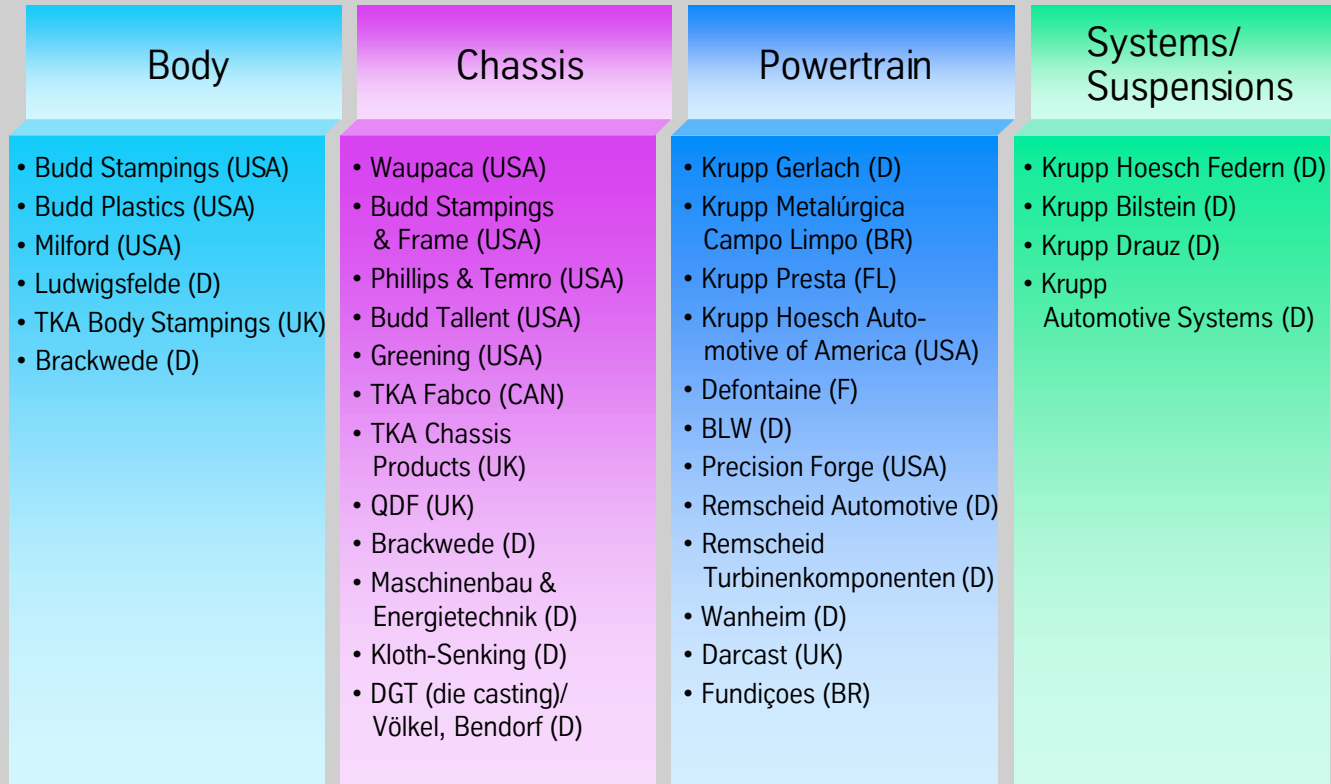 Body
• Budd Stampings (USA)
• Budd Plastics (USA)
• Milford (USA)
• Ludwigsfelde (D)
• TKA Body Stampings (UK)
• Brackwede (D)
Chassis
• Waupaca (USA)
• Budd Stampings
& Frame (USA)
• Phillips & Temro (USA)
• Budd Tallent (USA)
• Greening (USA)
• TKA Fabco (CAN)
• TKA Chassis
Products (UK)
• QDF (UK)
• Brackwede (D)
• Maschinenbau &
Energietechnik (D)
• Kloth-Senking (D)
• DGT (die casting)/
Völkel, Bendorf (D)
Powertrain
• Krupp Gerlach (D)
• Krupp Metalúrgica
Campo Limpo (BR)
• Krupp Presta (FL)
• Krupp Hoesch Auto-
motive of America (USA)
• Defontaine (F)
• BLW (D)
• Precision Forge (USA)
• Remscheid Automotive (D)
• Remscheid
Turbinenkomponenten (D)
• Wanheim (D)
• Darcast (UK)
• Fundiçoes (BR)
Systems/
Suspensions
• Krupp Hoesch Federn (D)
• Krupp Bilstein (D)
• Krupp Drauz (D)
• Krupp
Automotive Systems (D)